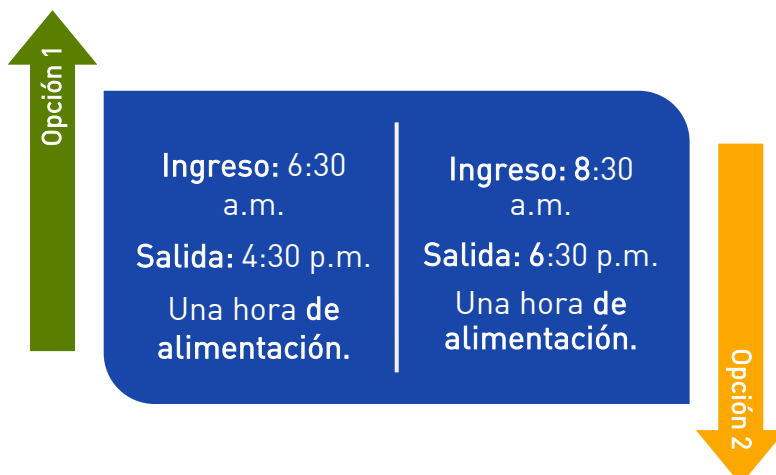 Opción 1
Ingreso: 6:30
a.m.
Salida: 4:30 p.m.
Una hora de
alimentación.
Ingreso: 8:30
a.m.
Salida: 6:30 p.m.
Una hora de
alimentación.
Opción 2